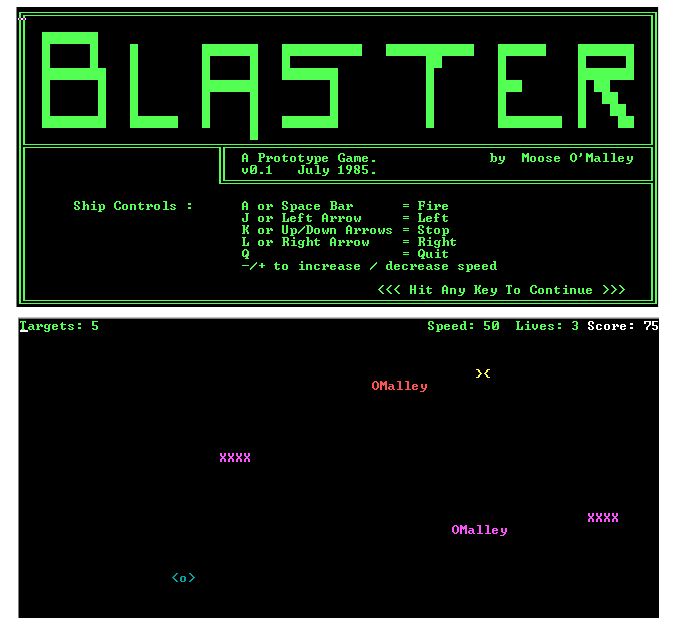 BLASTER
A Prototype Game. by Moose O'Malley
v0.1 July 1985.
Ship Controls : A or Space Bar = Fire
J or Left Arrow = Left
K or Up/Down Arrows = Stop
L or Right Arrow = Right
Q = Quit
-/+ to increase / decrease speed
<<< Hit Any Key To Continue >>>
Targets: 5 Speed: 50 Lives: 3 Score: 75
>-<
OMalley
XXXX
XXXX
OMalley
<o>